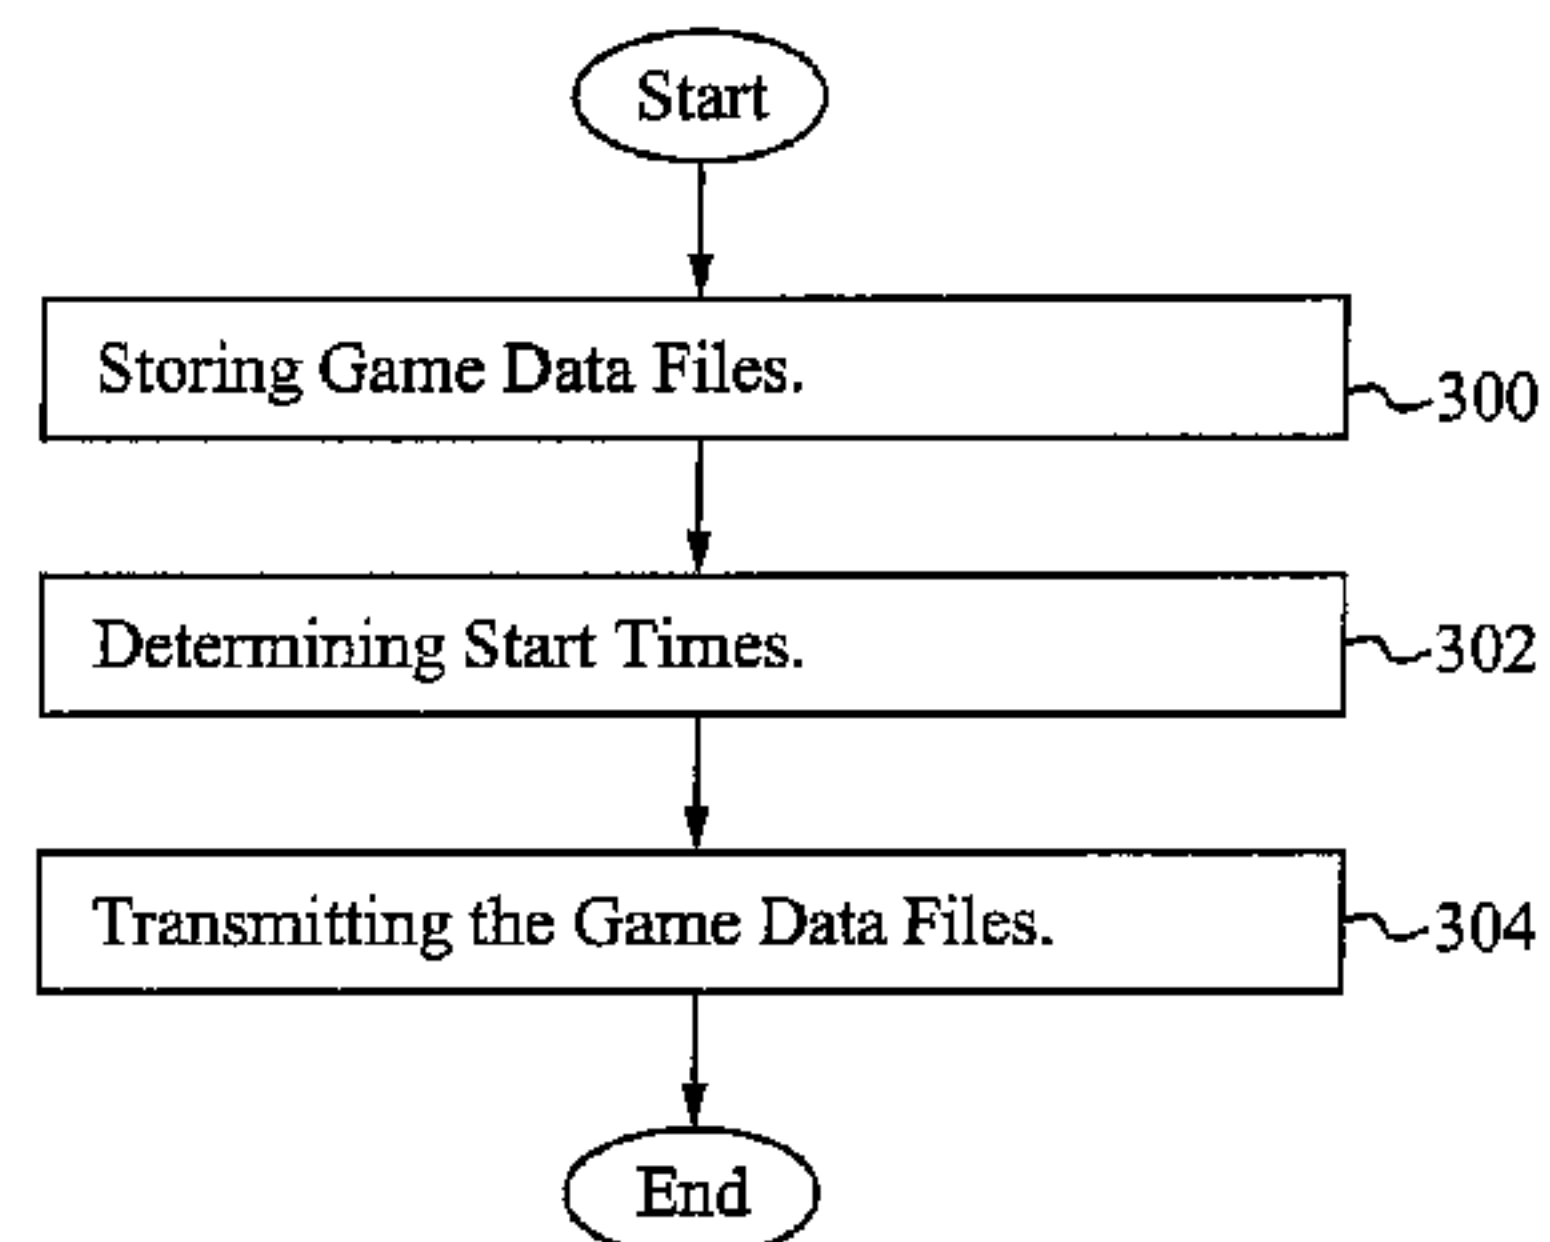 Start
Storing Game Data Files.
300
Determining Start Times.
302
Transmitting the Game Data Files.
304
End